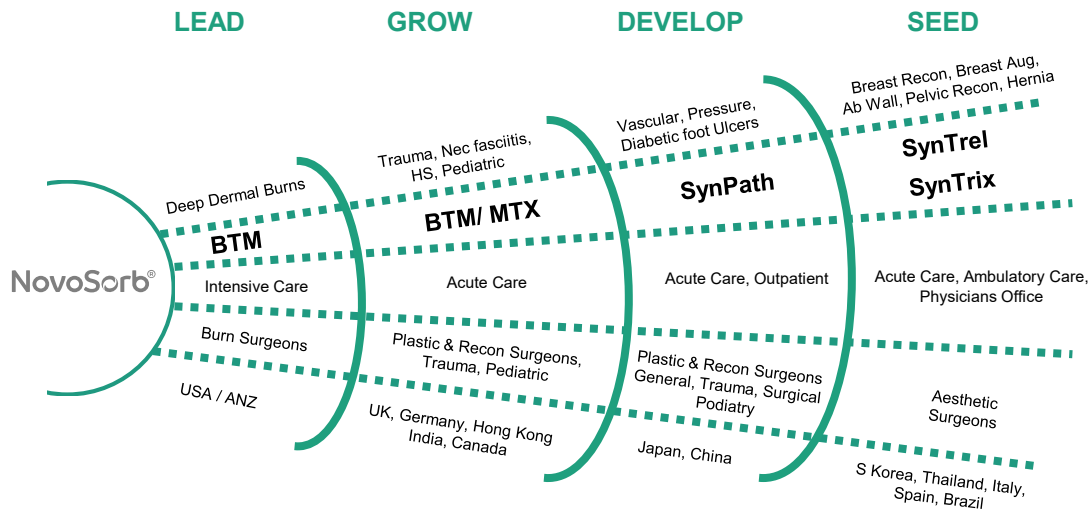 LEAD
GROW
DEVELOP
SEED
Deep Dermal Burns
Trauma, Nec fasciitis,
HS, Pediatric
Vascular, Pressure,
Diabetic foot Ulcers
Breast Recon, Breast Aug,
Ab Wall, Pelvic Recon, Hernia
BTM
BTM/ MTX
SynPath
SynTrel
SynTrix
NovoSorb®
Intensive Care
Acute Care
Acute Care, Outpatient
Acute Care, Ambulatory Care,
Physicians Office
Burn Surgeons
Plastic & Recon Surgeons,
Trauma, Pediatric
Plastic & Recon Surgeons
General, Trauma, Surgical
Podiatry
Aesthetic
Surgeons
USA / ANZ
UK, Germany, Hong Kong
India, Canada
Japan, China
S Korea, Thailand, Italy,
Spain, Brazil